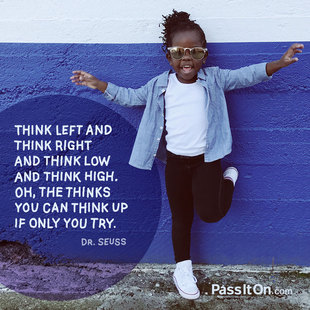 THINK LEFT AND
THINK RIGHT
AND THINK LOW
AND THINK HIGH.
OH, THE THINKS
YOU CAN THINK UP
IF ONLY YOU TRY.
DR. SEUSS
PassItOn.com